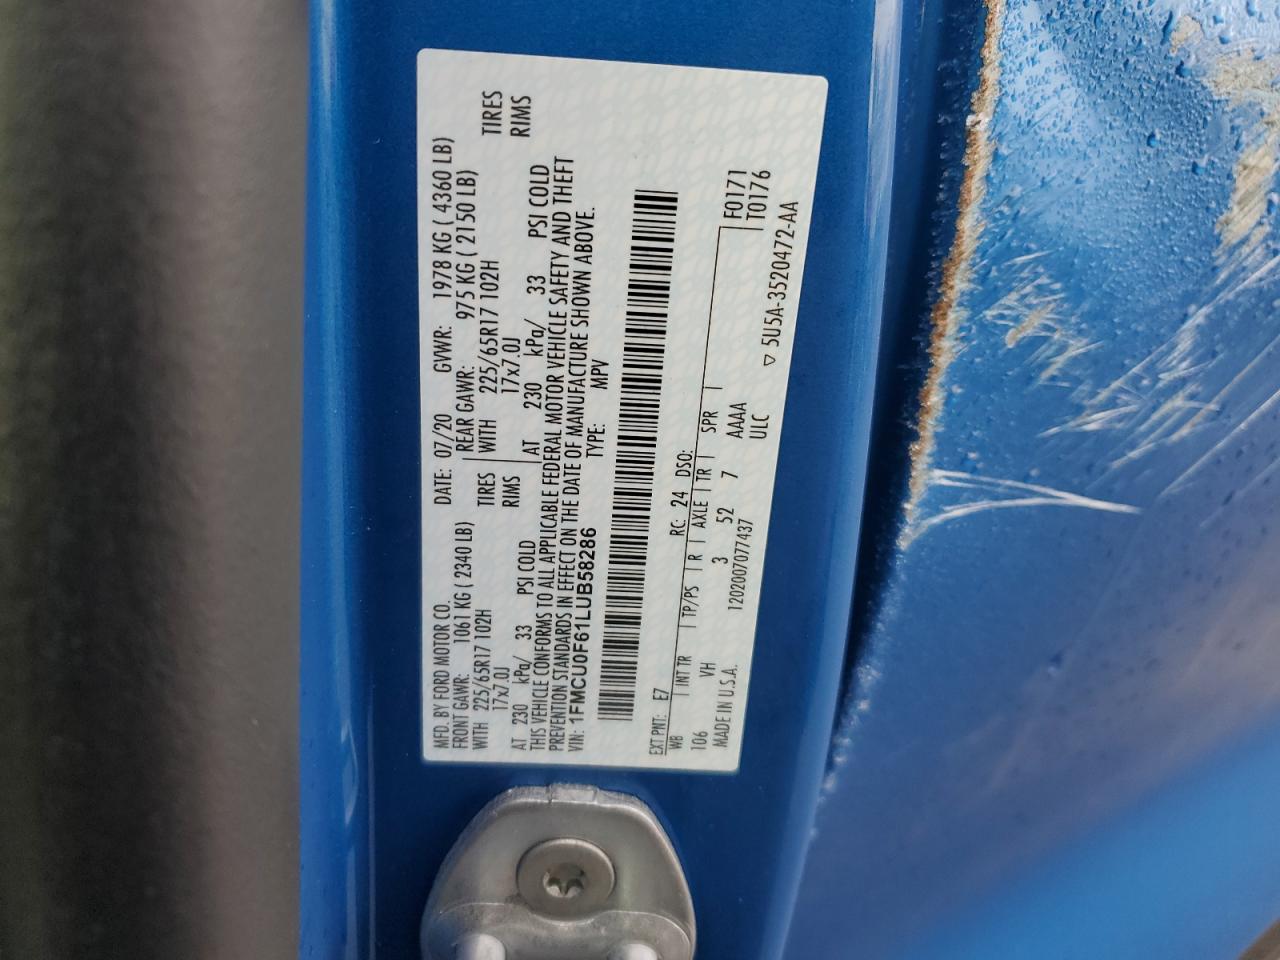 MFD. BY FORD MOTOR CO. DATE: 07/20 GVWR: 1978 KG ( 4360 LB)
FRONT GAWR: 1061 KG ( 2340 LB) REAR GAWR: 975 KG ( 2150 LB)
WITH 225/65R17 102H TIRES WITH 225/65R17 102H TIRES
17x7.0J RIMS 17x7.0J RIMS
AT 230 kPa/ 33 PSI COLD AT 230 kPa/ 33 PSI COLD
THIS VEHICLE CONFORMS TO ALL APPLICABLE FEDERAL MOTOR VEHICLE SAFETY AND THEFT
PREVENTION STANDARDS IN EFFECT ON THE DATE OF MANUFACTURE SHOWN ABOVE.
VIN: 1FMCU0F61LUB58286 TYPE: MPV
EXT PNT: E7 RC: 24 DSO:
WB INT TR TP/PS R AXLE TR SPR F0171
106 VH 3 52 7 AAAA T0176
MADE IN U.S.A. 1202007077437 ULC
▽ 5U5A-3520472-AA